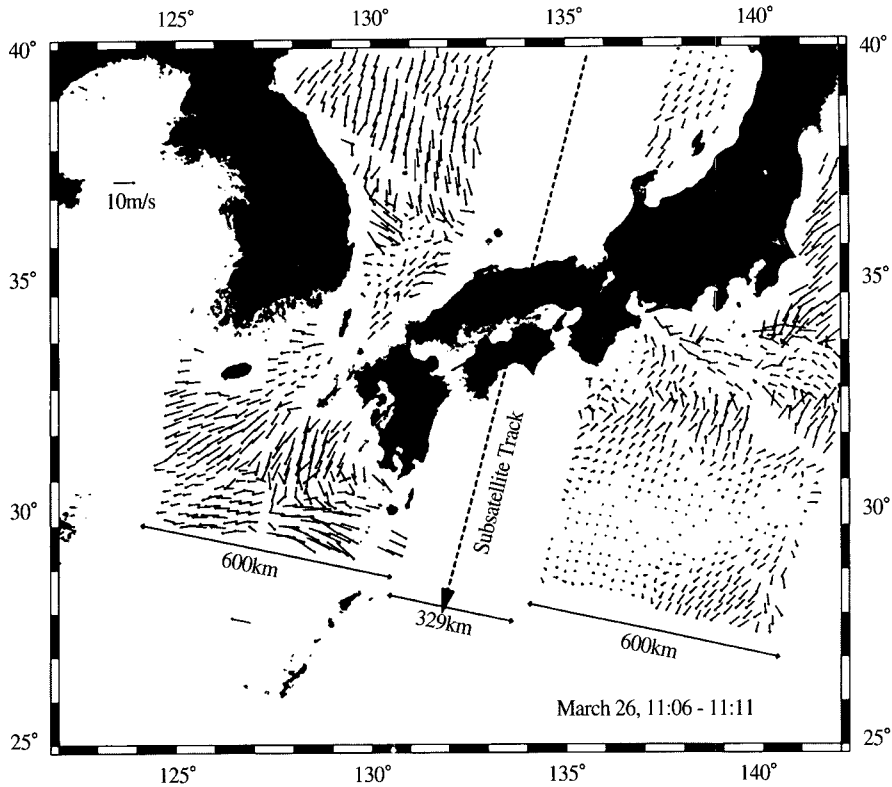 125° 130° 135° 140°
40° 40°
10m/s
35° 35°
Subsatellite Track
30° 30°
600km
329km
600km
March 26, 11:06 - 11:11
25° 25°
125° 130° 135° 140°